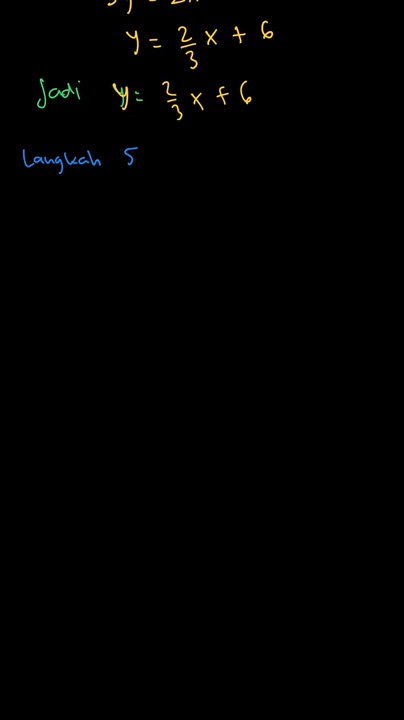 y = 2/3 x + 6
Jadi y = 2/3 x + 6
Langkah 5